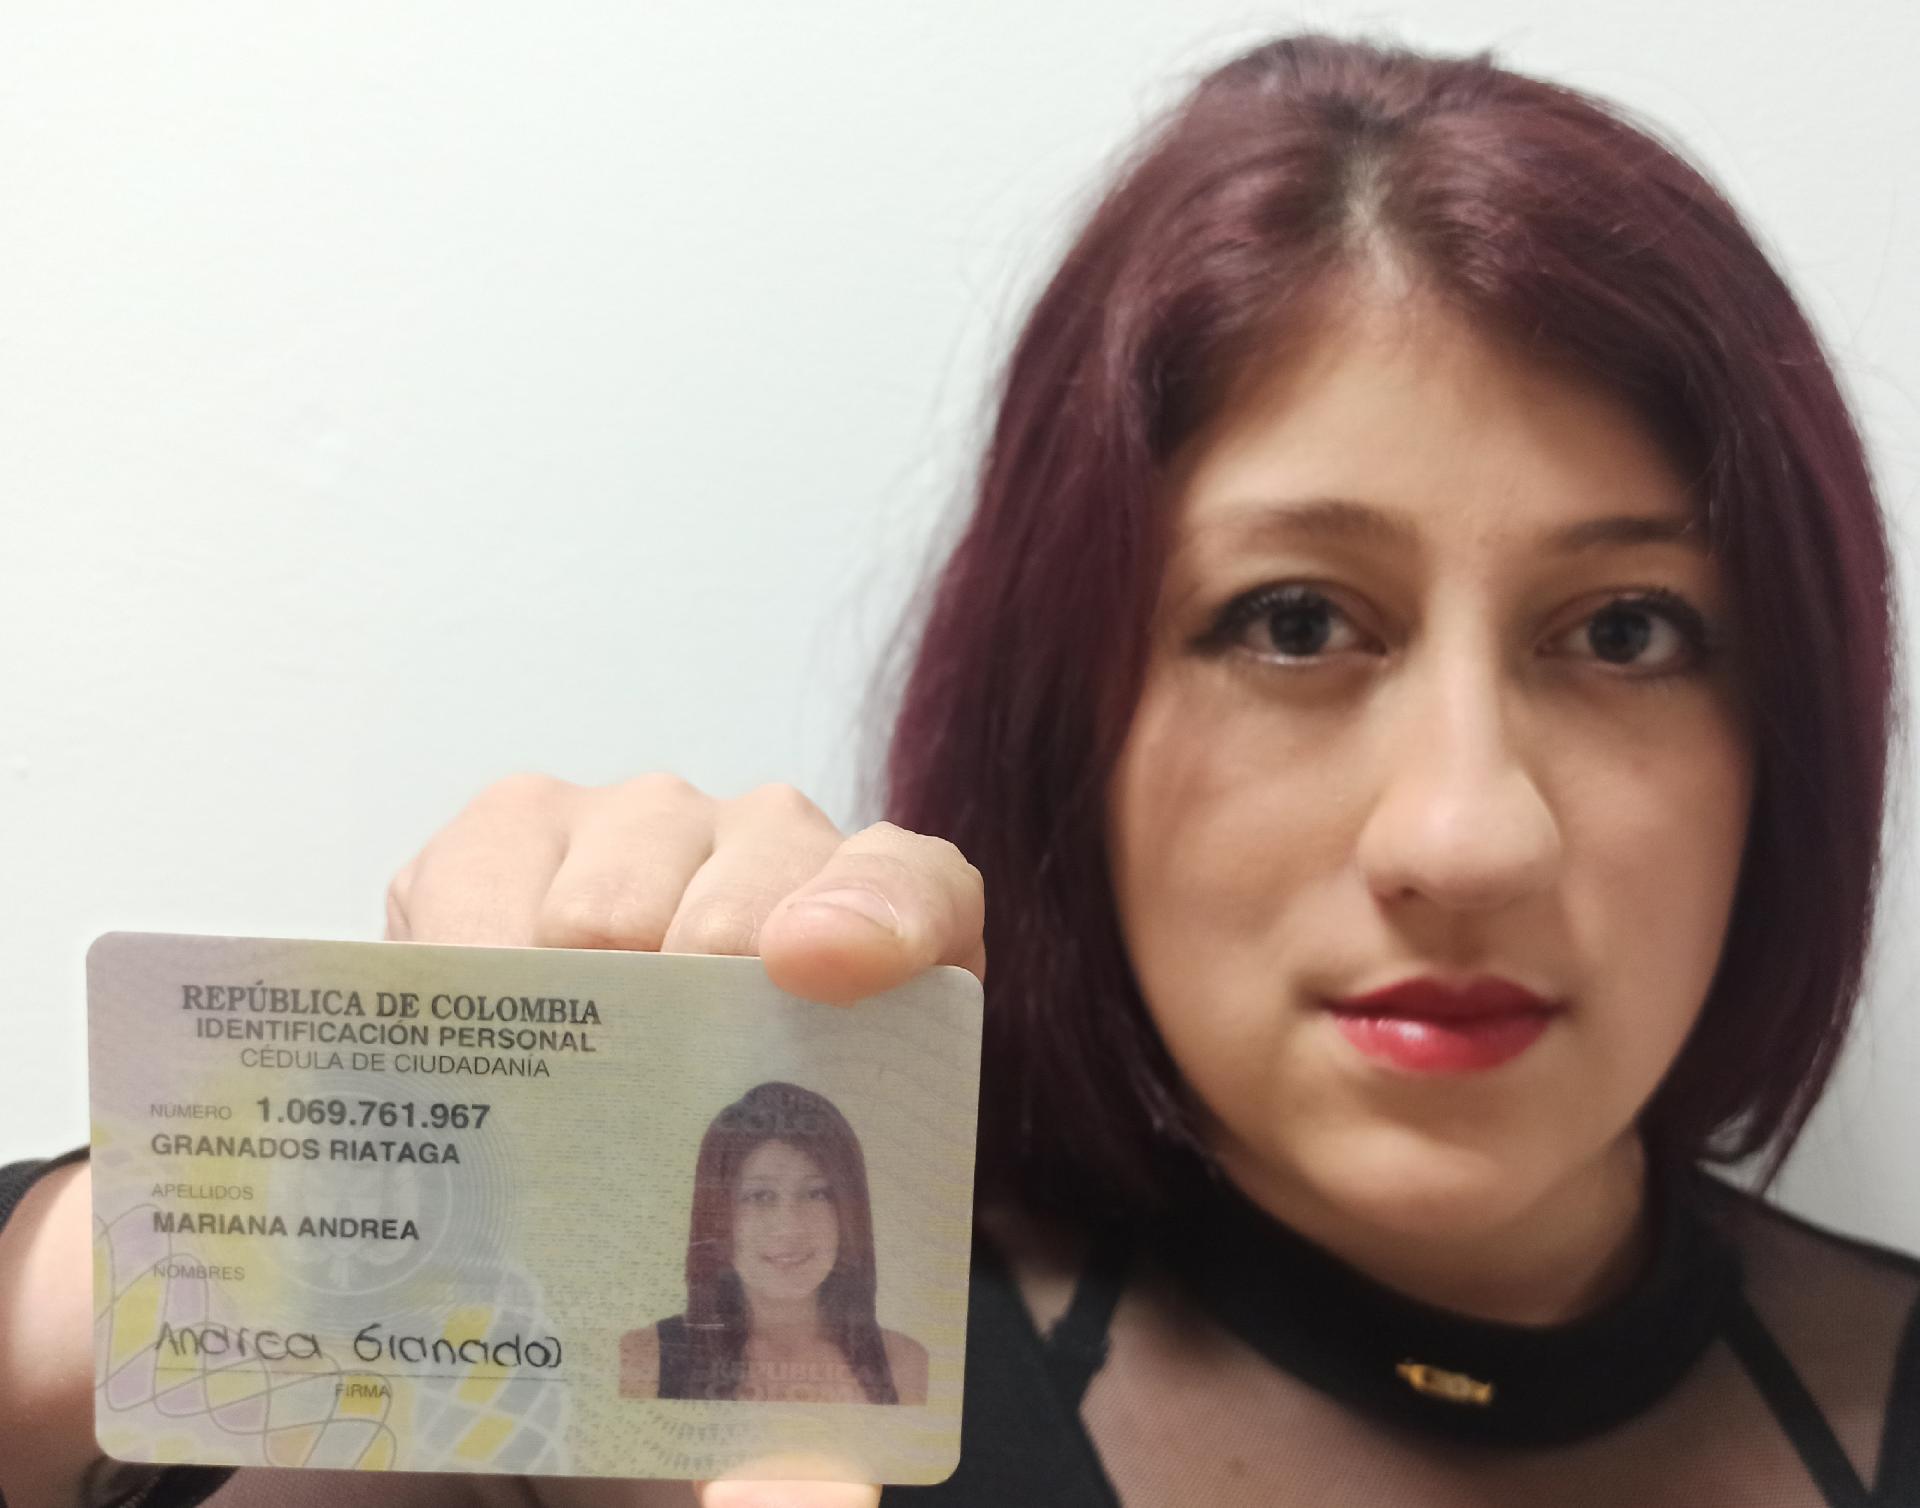 REPÚBLICA DE COLOMBIA
IDENTIFICACIÓN PERSONAL
CÉDULA DE CIUDADANÍA
NÚMERO 1.069.761.967
GRANADOS RIATAGA
APELLIDOS
MARIANA ANDREA
NOMBRES
Andrea Granados
FIRMA